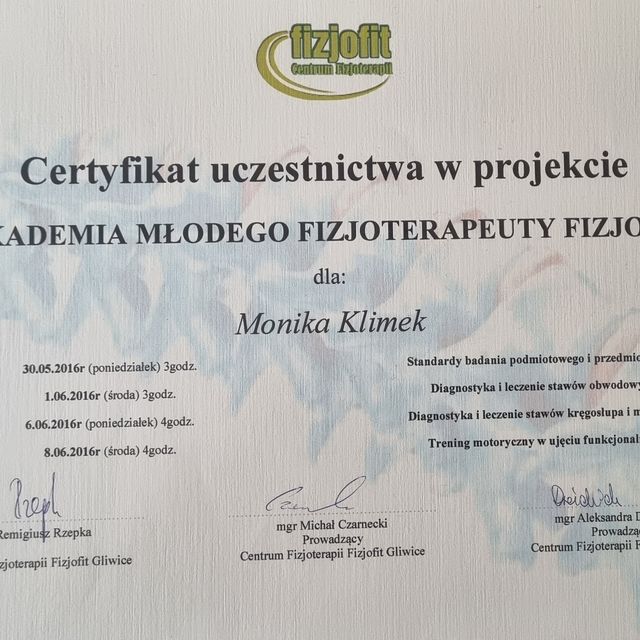 fizjofit
Centrum Fizjoterapii
Certyfikat uczestnictwa w projekcie
KADEMIA MŁODEGO FIZJOTERAPEUTY FIZJO
dla:
Monika Klimek
30.05.2016r (poniedziałek) 3godz.
1.06.2016r (środa) 3godz.
6.06.2016r (poniedziałek) 4godz.
8.06.2016r (środa) 4godz.
Standardy badania podmiotowego i przedmio
Diagnostyka i leczenie stawów obwodowy
Diagnostyka i leczenie stawów kręgosłupa i m
Trening motoryczny w ujęciu funkcjonal
Remigiusz Rzepka
zjoterapii Fizjofit Gliwice
mgr Michał Czarnecki
Prowadzący
Centrum Fizjoterapii Fizjofit Gliwice
mgr Aleksandra D
Prowadzą
Centrum Fizjoterapii F